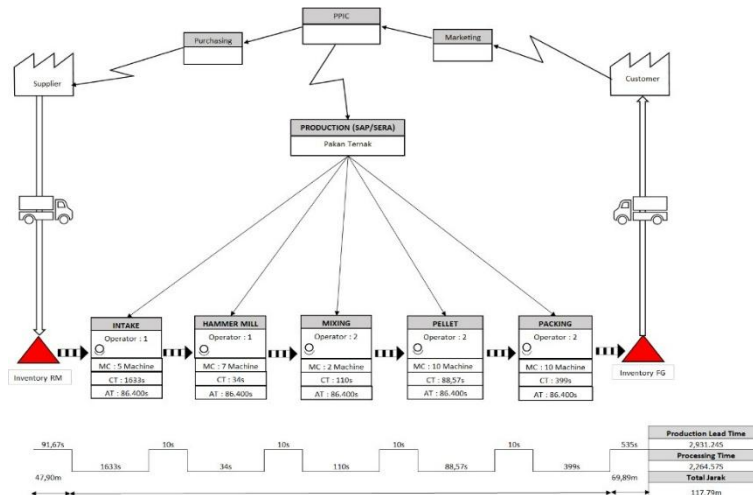 PPIC
Purchasing
Marketing
Supplier
Customer
PRODUCTION (SAP/SERA)
Pakan Ternak
INTAKE
Operator : 1
MC : 5 Machine
CT : 1633s
AT : 86.400s
HAMMER MILL
Operator : 1
MC : 7 Machine
CT : 34s
AT : 86.400s
MIXING
Operator : 2
MC : 2 Machine
CT : 110s
AT : 86.400s
PELLET
Operator : 2
MC : 10 Machine
CT : 88,57s
AT : 86.400s
PACKING
Operator : 2
MC : 10 Machine
CT : 399s
AT : 86.400s
Inventory RM
Inventory FG
91,67s 10s 10s 10s 10s 535s
1633s 34s 110s 88,57s 399s
47,90m 69,89m
Production Lead Time
2,931.245
Processing Time
2,264.575
Total Jarak
117.79m